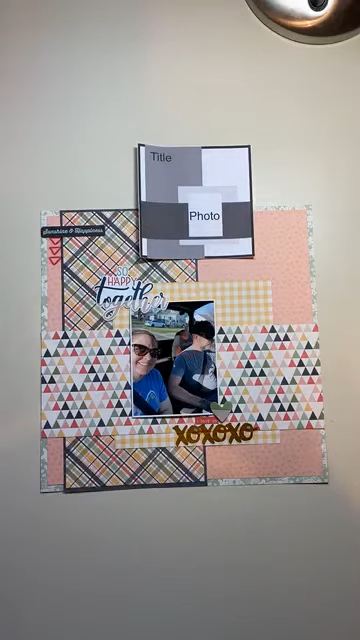 Title
Photo
Sunshine & Happiness
SO
HAPPY
together
XOXOXO